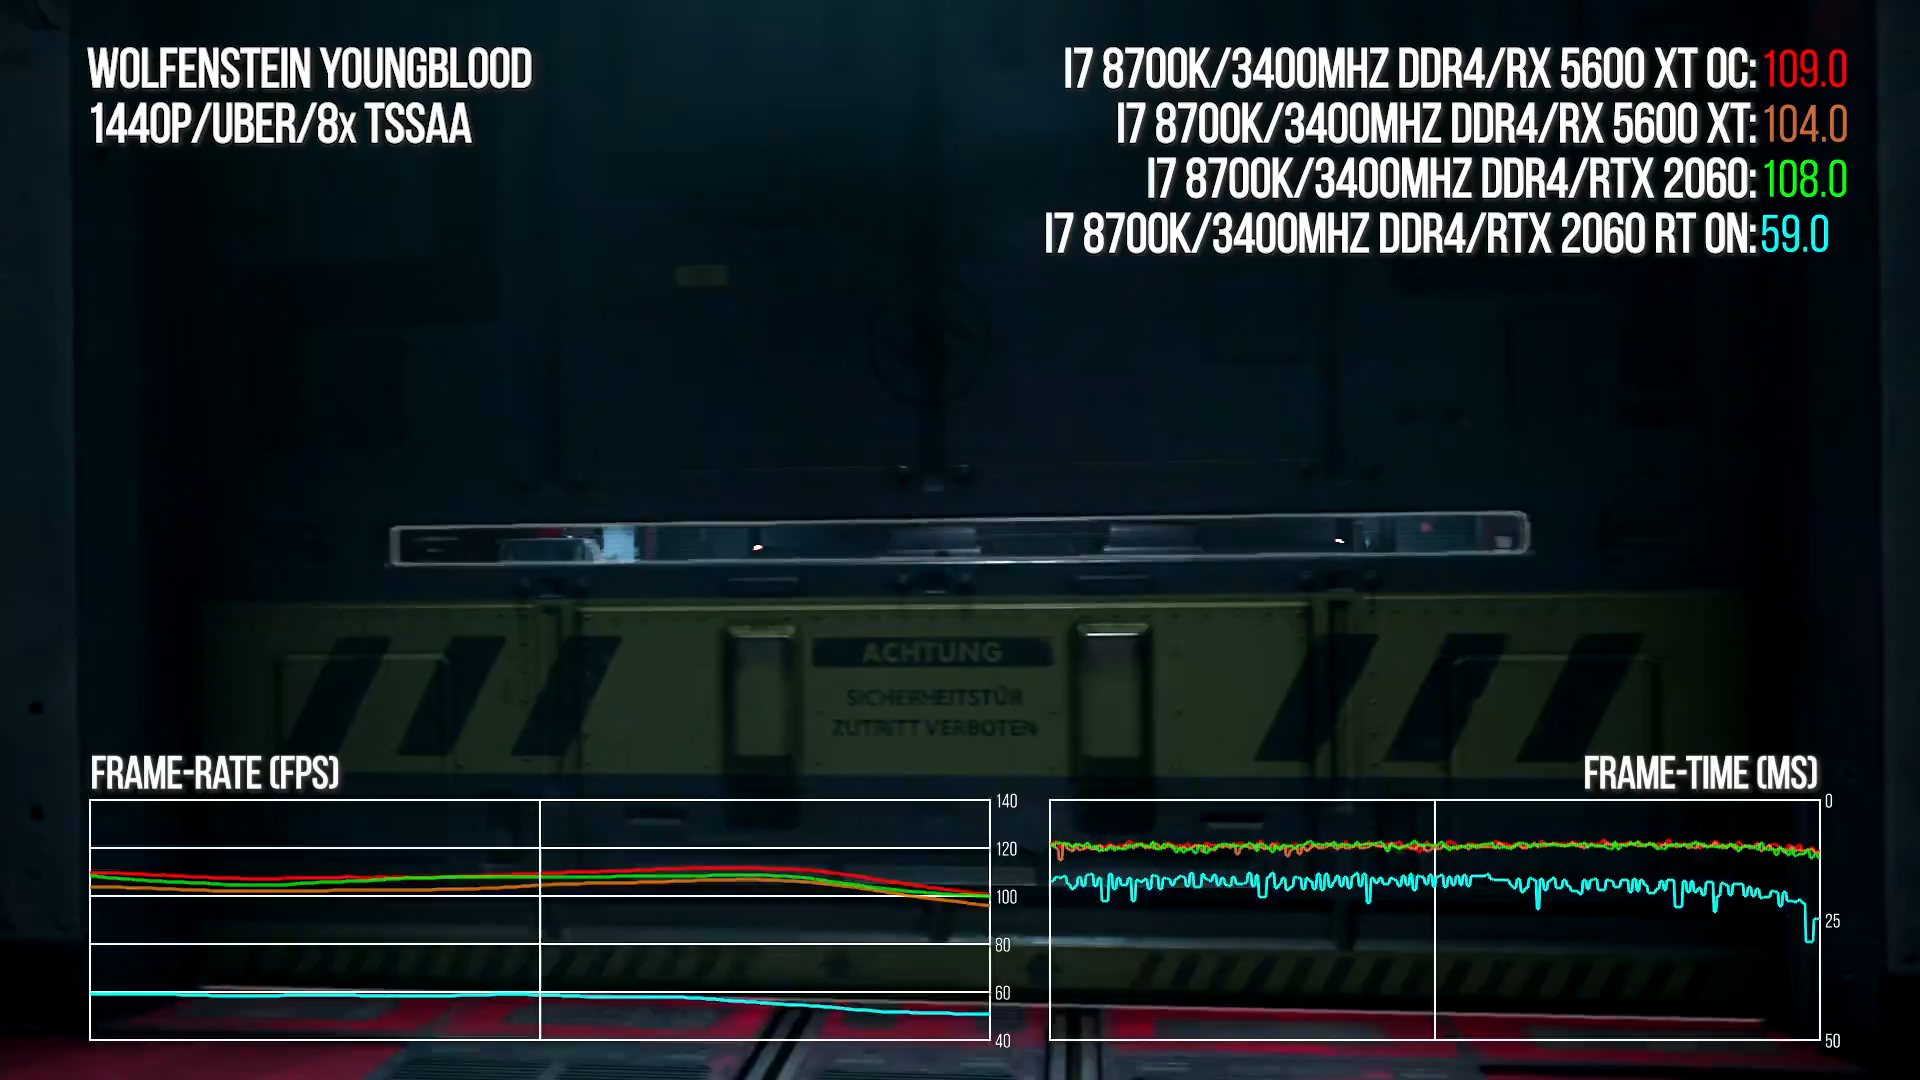 WOLFENSTEIN YOUNGBLOOD
1440P/UBER/8x TSSAA
I7 8700K/3400MHZ DDR4/RX 5600 XT OC: 109.0
I7 8700K/3400MHZ DDR4/RX 5600 XT: 104.0
I7 8700K/3400MHZ DDR4/RTX 2060: 108.0
I7 8700K/3400MHZ DDR4/RTX 2060 RT ON: 59.0
ACHTUNG
SICHERHEITSTÜR
ZUTRITT VERBOTEN
FRAME-RATE (FPS)
140
120
100
80
60
40
FRAME-TIME (MS)
0
25
50